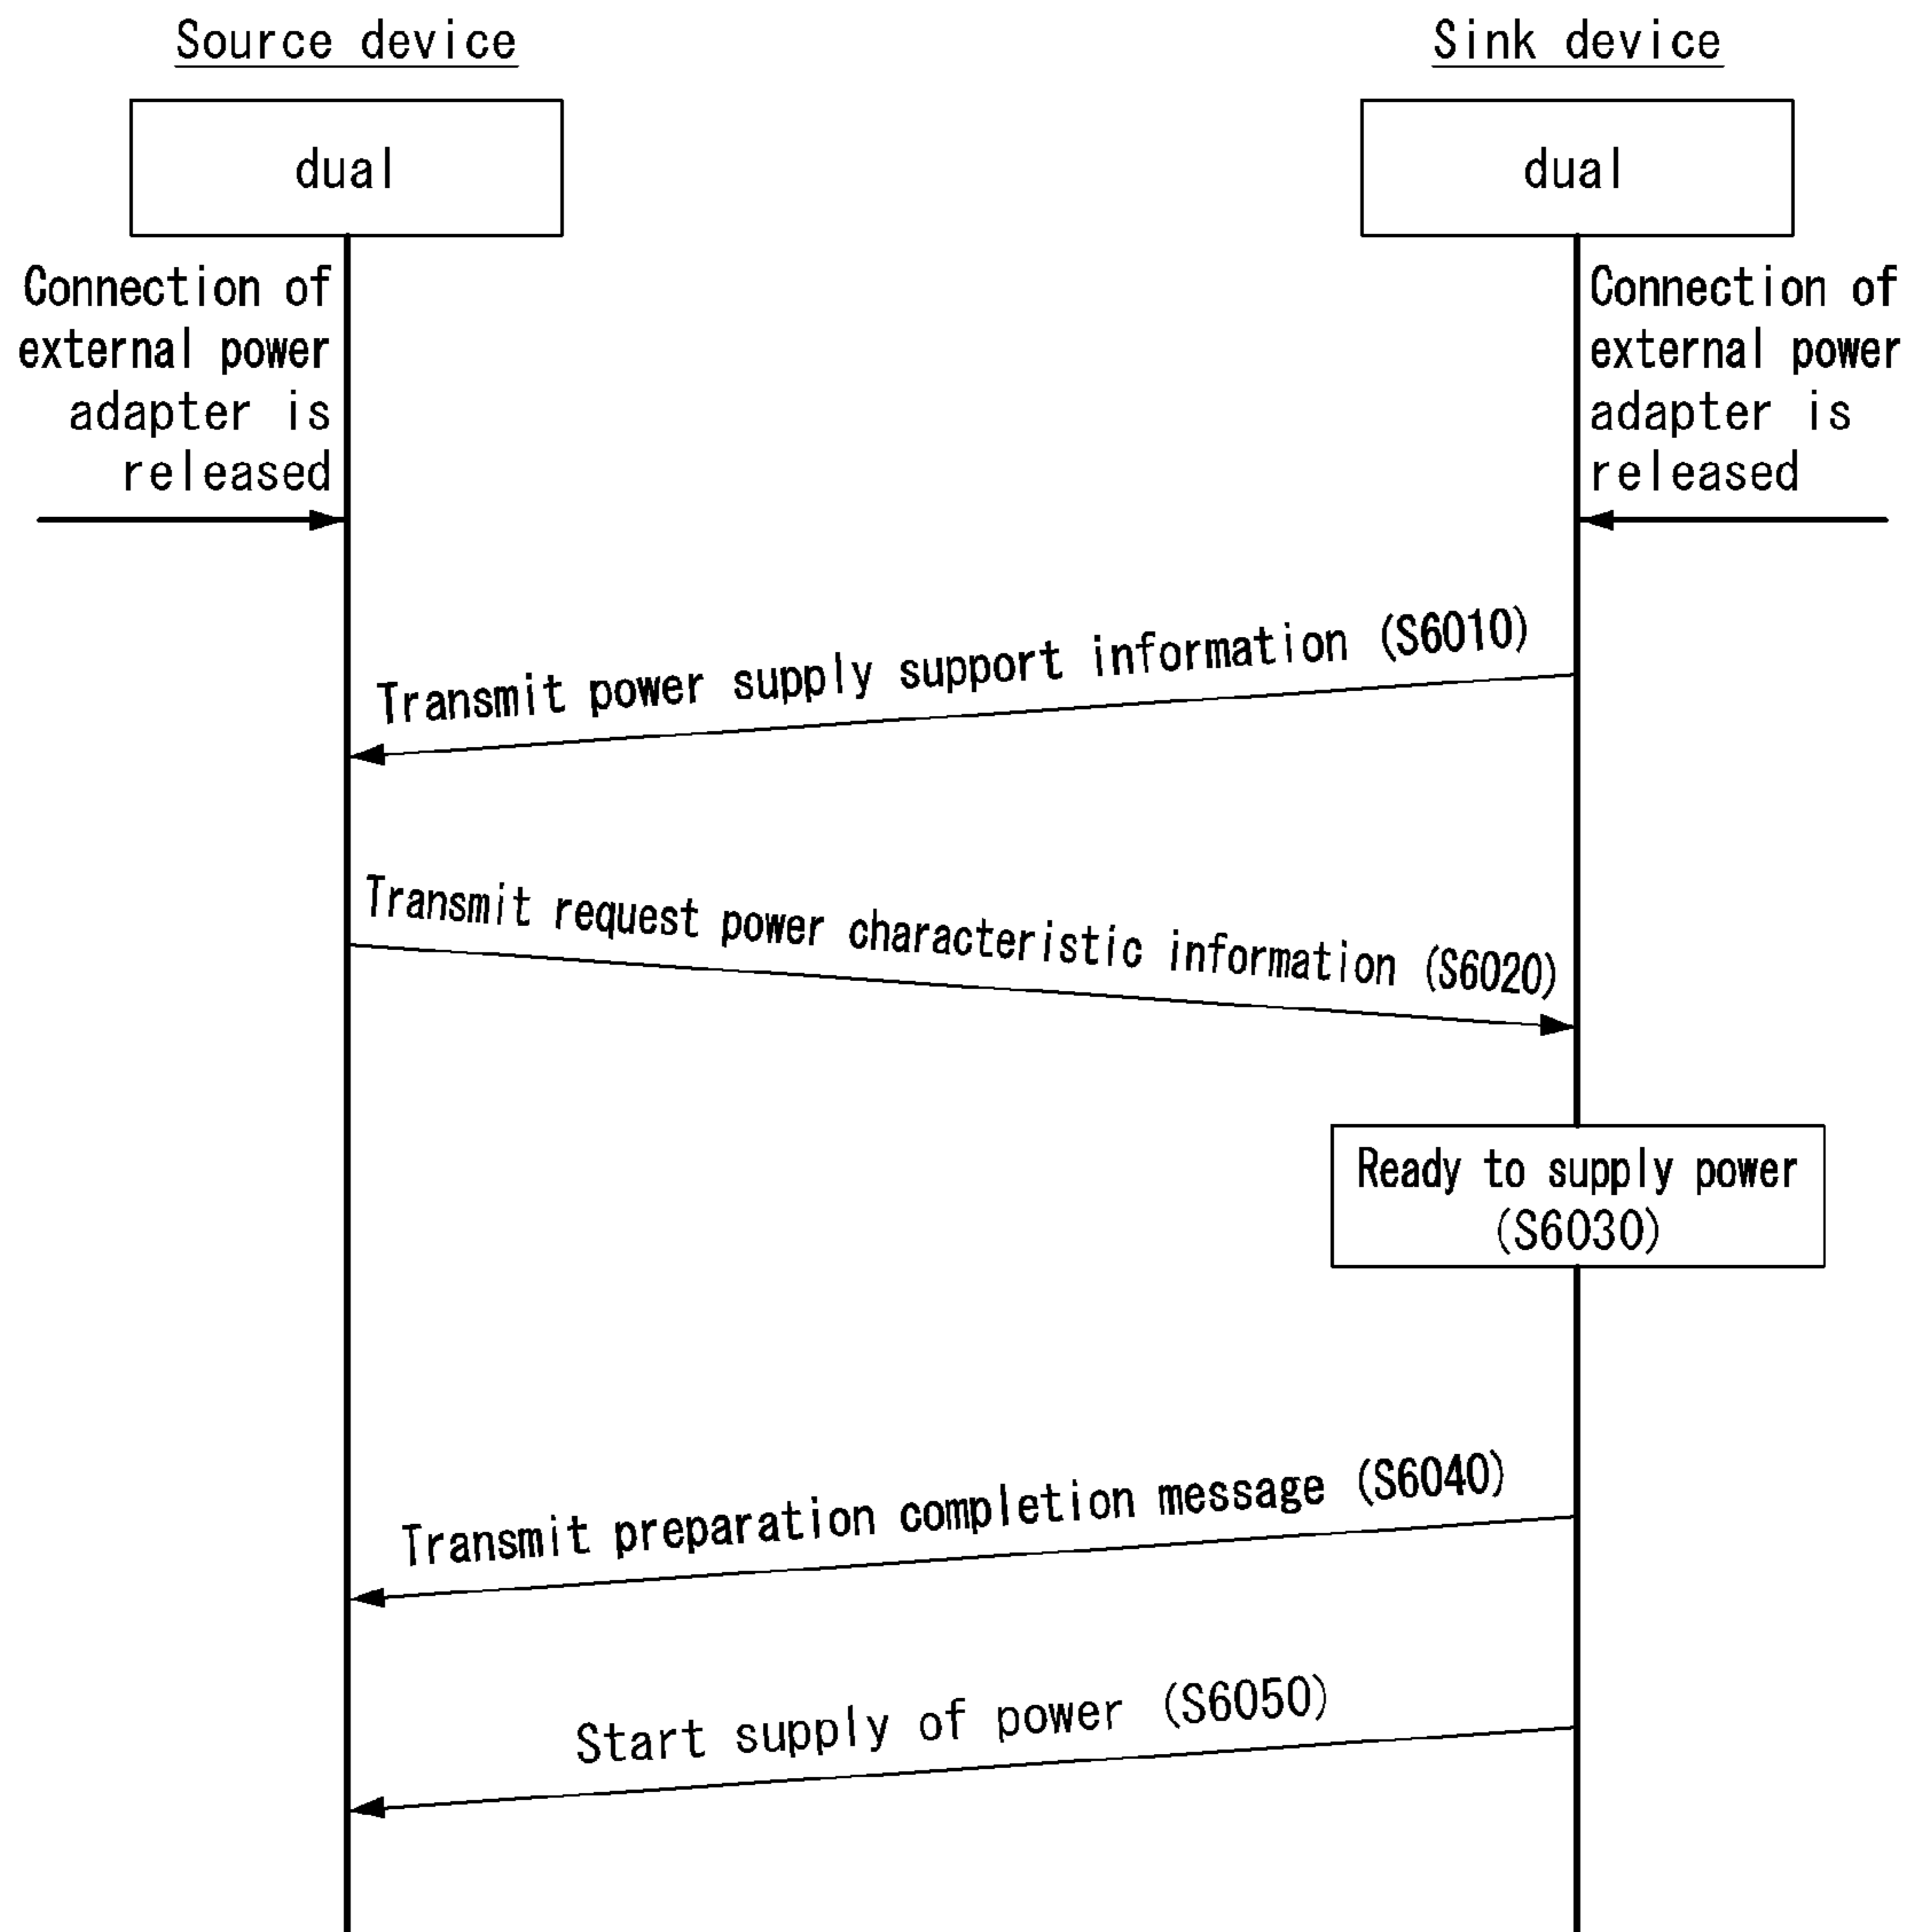 Source device
Sink device
dual
dual
Connection of
external power
adapter is
released
Connection of
external power
adapter is
released
Transmit power supply support information (S6010)
Transmit request power characteristic information (S6020)
Ready to supply power
(S6030)
Transmit preparation completion message (S6040)
Start supply of power (S6050)